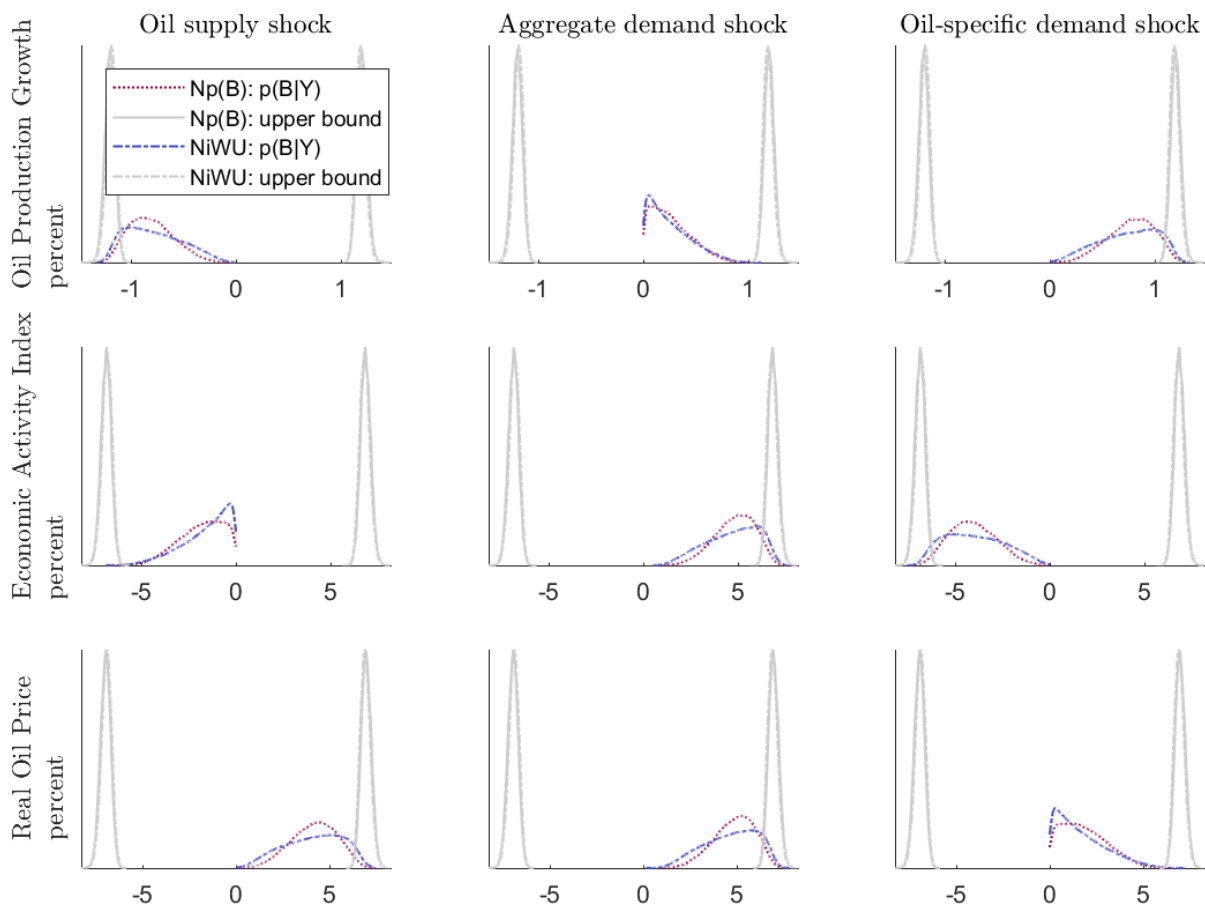 Oil supply shock
Aggregate demand shock
Oil-specific demand shock
Oil Production Growth
percent
Np(B): p(B|Y)
Np(B): upper bound
NiWU: p(B|Y)
NiWU: upper bound
-1 0 1
-1 0 1
-1 0 1
Economic Activity Index
percent
-5 0 5
-5 0 5
-5 0 5
Real Oil Price
percent
-5 0 5
-5 0 5
-5 0 5